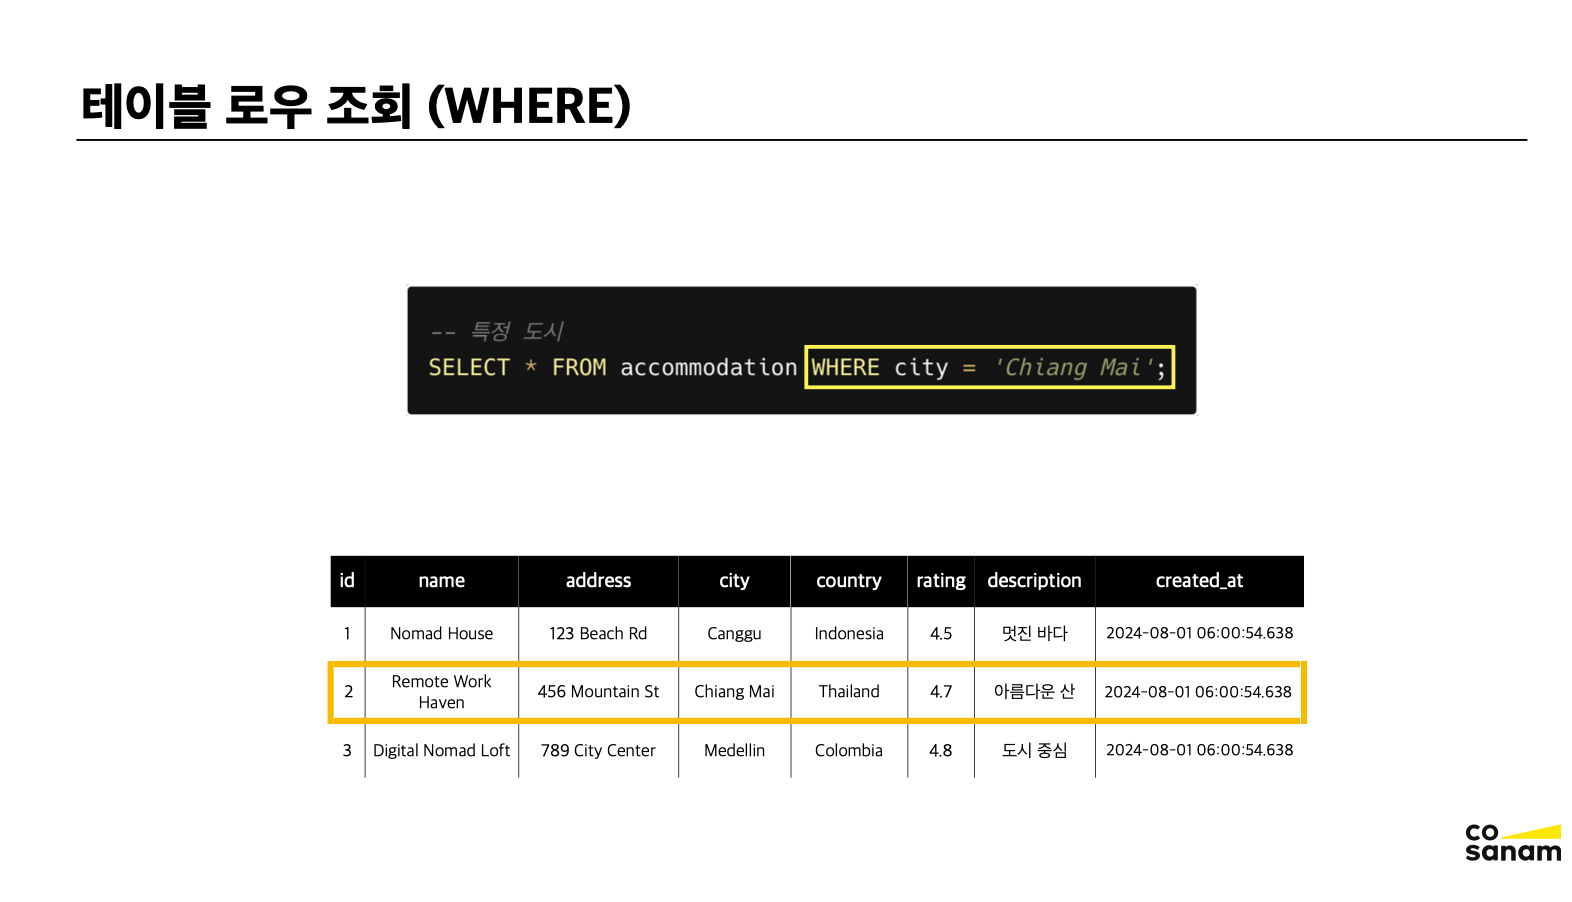 테이블 로우 조회 (WHERE)
-- 특정 도시
SELECT * FROM accommodation WHERE city = 'Chiang Mai';
id name address city country rating description created_at
1 Nomad House 123 Beach Rd Canggu Indonesia 4.5 멋진 바다 2024-08-01 06:00:54.638
2 Remote Work Haven 456 Mountain St Chiang Mai Thailand 4.7 아름다운 산 2024-08-01 06:00:54.638
3 Digital Nomad Loft 789 City Center Medellin Colombia 4.8 도시 중심 2024-08-01 06:00:54.638
co
sanam